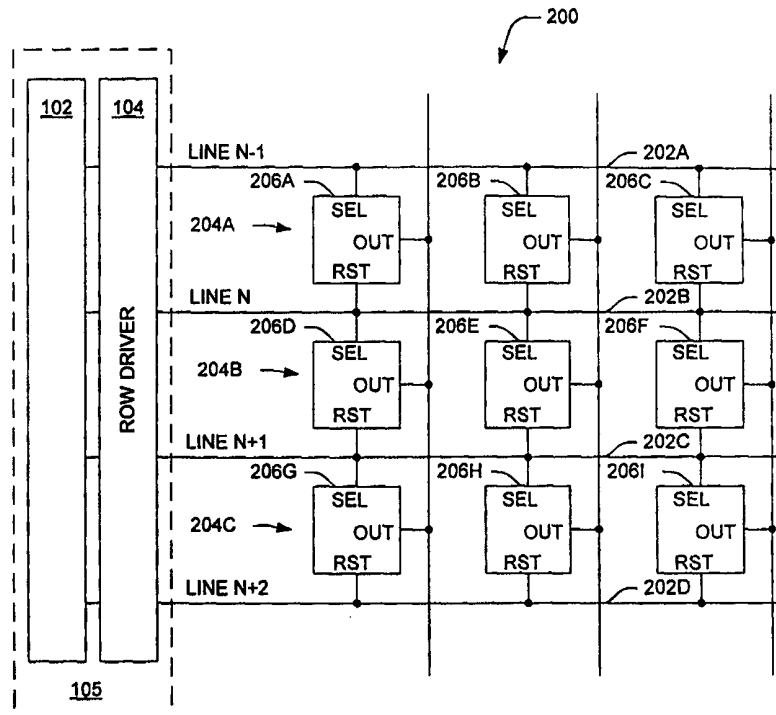 200
102
104
ROW DRIVER
105
LINE N-1
202A
206A
206B
206C
SEL
OUT
RST
SEL
OUT
RST
SEL
OUT
RST
204A
LINE N
202B
206D
206E
206F
SEL
OUT
RST
SEL
OUT
RST
SEL
OUT
RST
204B
LINE N+1
202C
206G
206H
206I
SEL
OUT
RST
SEL
OUT
RST
SEL
OUT
RST
204C
LINE N+2
202D